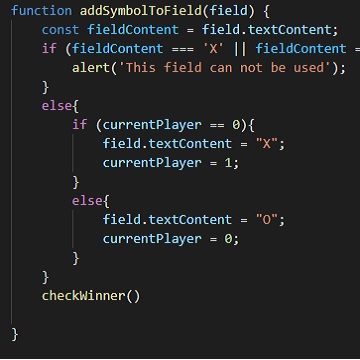 function addSymbolToField(field) {
const fieldContent = field.textContent;
if (fieldContent === 'X' || fieldContent =
alert('This field can not be used');
}
else{
if (currentPlayer == 0){
field.textContent = "X";
currentPlayer = 1;
}
else{
field.textContent = "O";
currentPlayer = 0;
}
}
checkWinner()
}